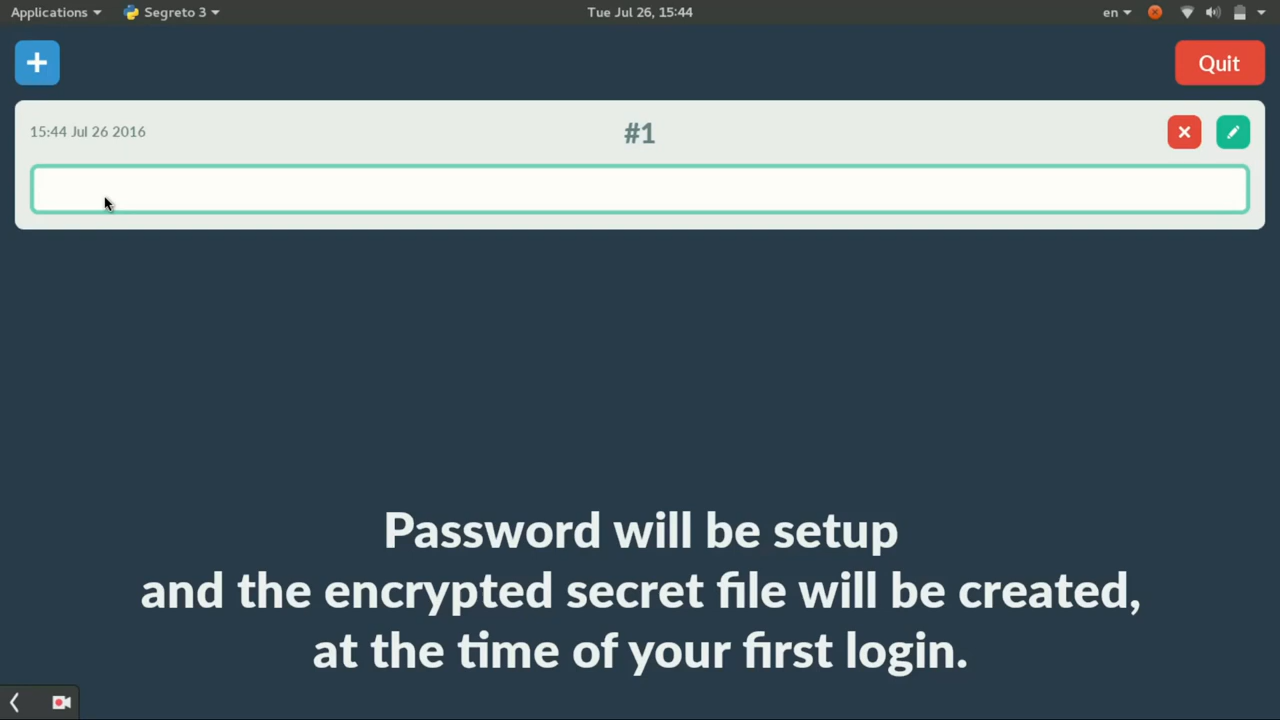 Applications Segreto 3 Tue Jul 26, 15:44 en
Quit
15:44 Jul 26 2016 #1
Password will be setup
and the encrypted secret file will be created,
at the time of your first login.